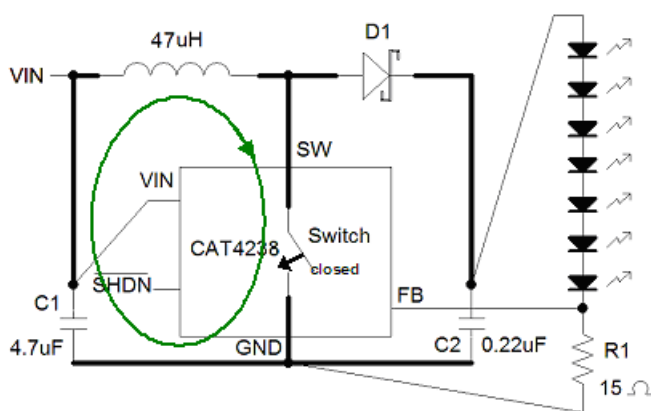 47uH
D1
VIN
SW
VIN
CAT4238
Switch
closed
SHDN
FB
C1
4.7uF
GND
C2
0.22uF
R1
15 Ω